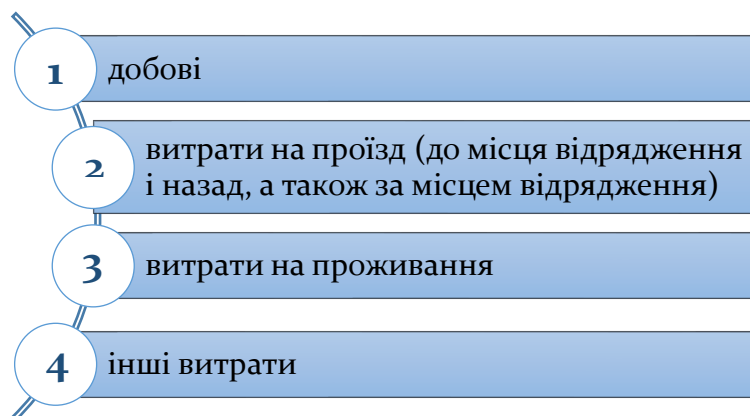 1 добові
2 витрати на проїзд (до місця відрядження
і назад, а також за місцем відрядження)
3 витрати на проживання
4 інші витрати